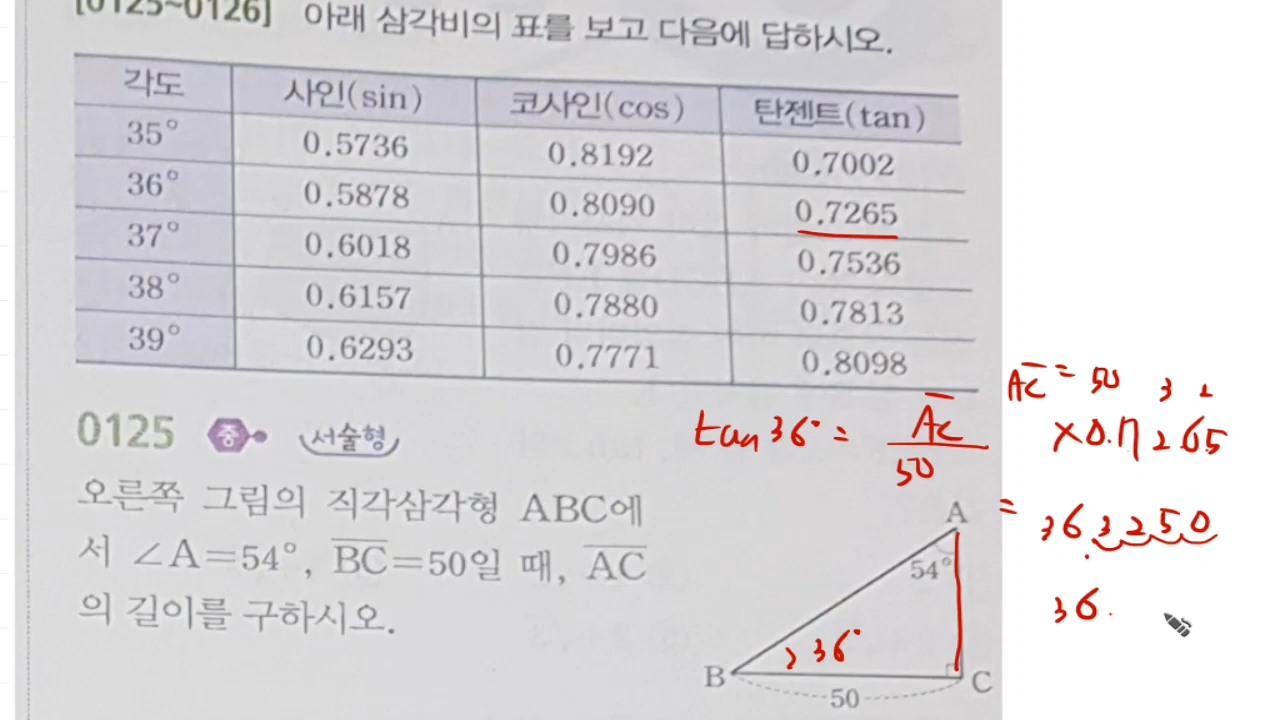 [0125~0126] 아래 삼각비의 표를 보고 다음에 답하시오.
각도 사인(sin) 코사인(cos) 탄젠트(tan)
35° 0.5736 0.8192 0.7002
36° 0.5878 0.8090 0.7265
37° 0.6018 0.7986 0.7536
38° 0.6157 0.7880 0.7813
39° 0.6293 0.7771 0.8098
0125 중 서술형
오른쪽 그림의 직각삼각형 ABC에
서 ∠A=54°, BC=50일 때, AC
의 길이를 구하시오.
tan 36° = AC
50
AC = 50 3 2
×0.7265
= 363250
36.
A
54°
36°
B
C
50